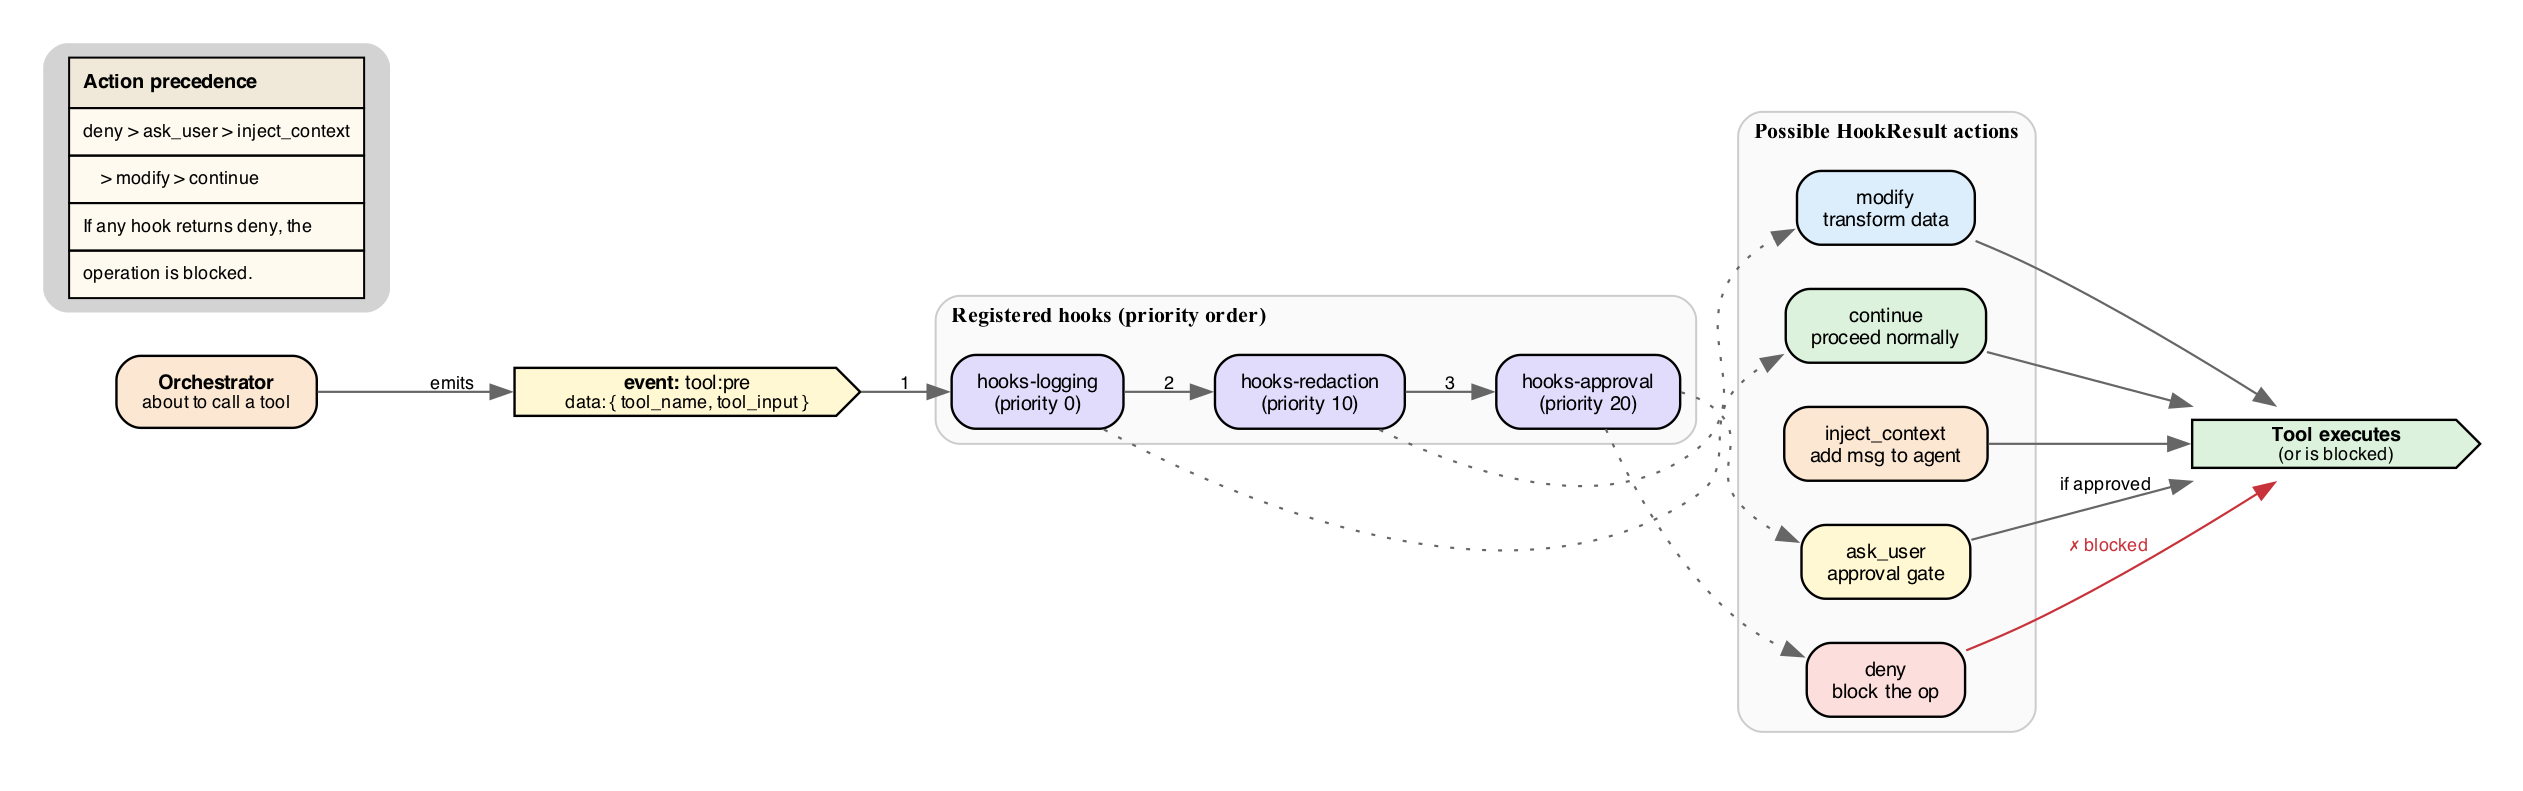 Action precedence
deny > ask_user > inject_context
> modify > continue
If any hook returns deny, the
operation is blocked.
Orchestrator
about to call a tool
emits
event: tool:pre
data: { tool_name, tool_input }
1
Registered hooks (priority order)
hooks-logging
(priority 0)
2
hooks-redaction
(priority 10)
3
hooks-approval
(priority 20)
Possible HookResult actions
modify
transform data
continue
proceed normally
inject_context
add msg to agent
ask_user
approval gate
deny
block the op
if approved
✗ blocked
Tool executes
(or is blocked)